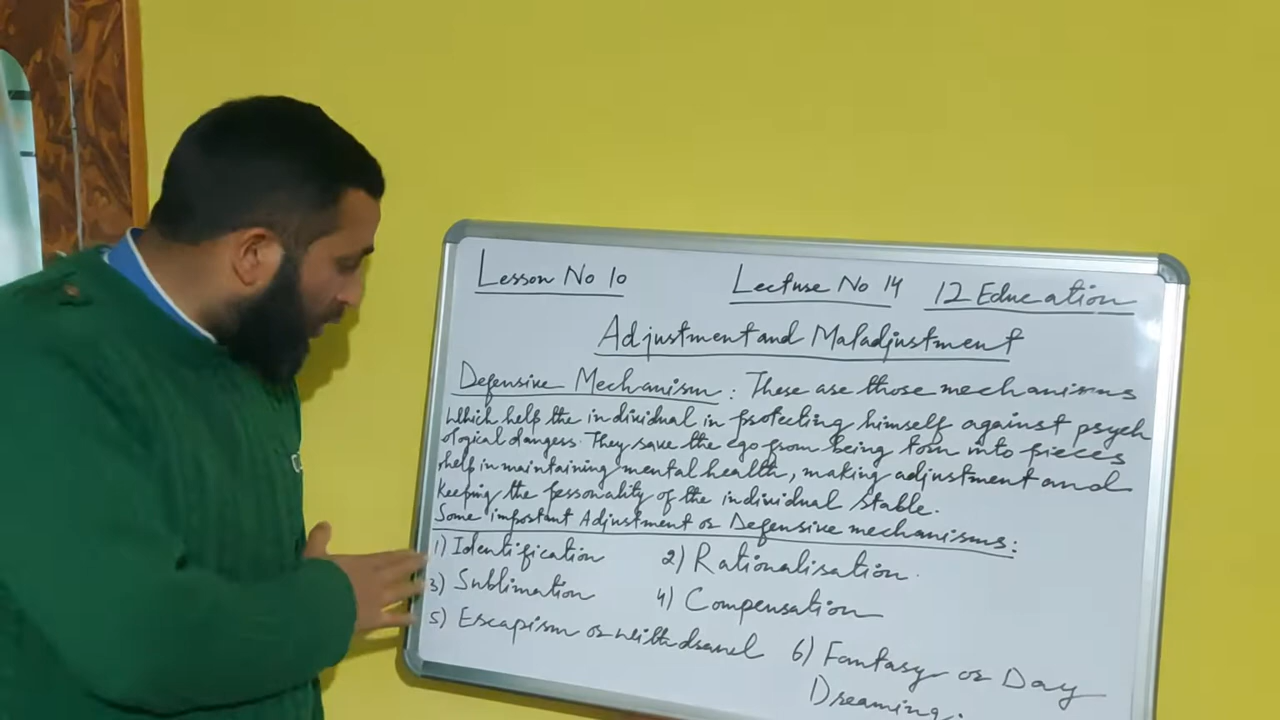 Lesson No 10 Lecture No 14 12 Education
Adjustment and Maladjustment
Defensive Mechanism : These are those mechanisms
Which help the individual in protecting himself against psych
ological dangers. They save the ego from being torn into pieces
help in maintaining mental health, making adjustment and
Keeping the personality of the individual stable.
Some important Adjustment or Defensive mechanisms:
1) Identification 2) Rationalisation.
3) Sublimation 4) Compensation
5) Escapism or withdrawel 6) Fantasy or Day
Dreaming.